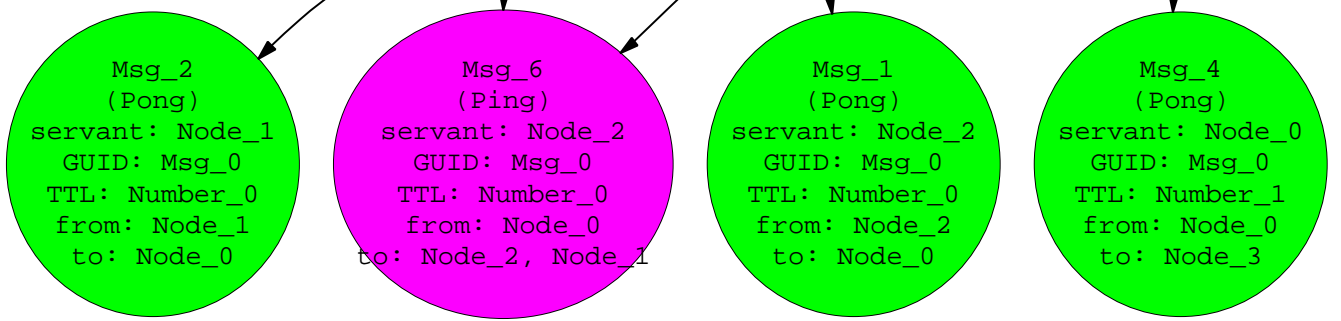 Msg_2
(Pong)
servant: Node_1
GUID: Msg_0
TTL: Number_0
from: Node_1
to: Node_0
Msg_6
(Ping)
servant: Node_2
GUID: Msg_0
TTL: Number_0
from: Node_0
to: Node_2, Node_1
Msg_1
(Pong)
servant: Node_2
GUID: Msg_0
TTL: Number_0
from: Node_2
to: Node_0
Msg_4
(Pong)
servant: Node_0
GUID: Msg_0
TTL: Number_1
from: Node_0
to: Node_3